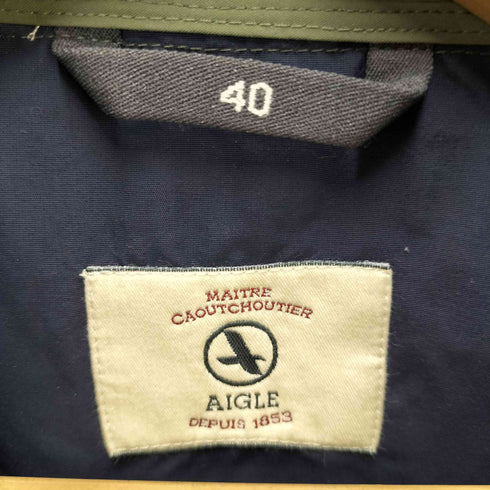 40
MAITRE
CAOUTCHOUTIER
AIGLE
DEPUIS 1853